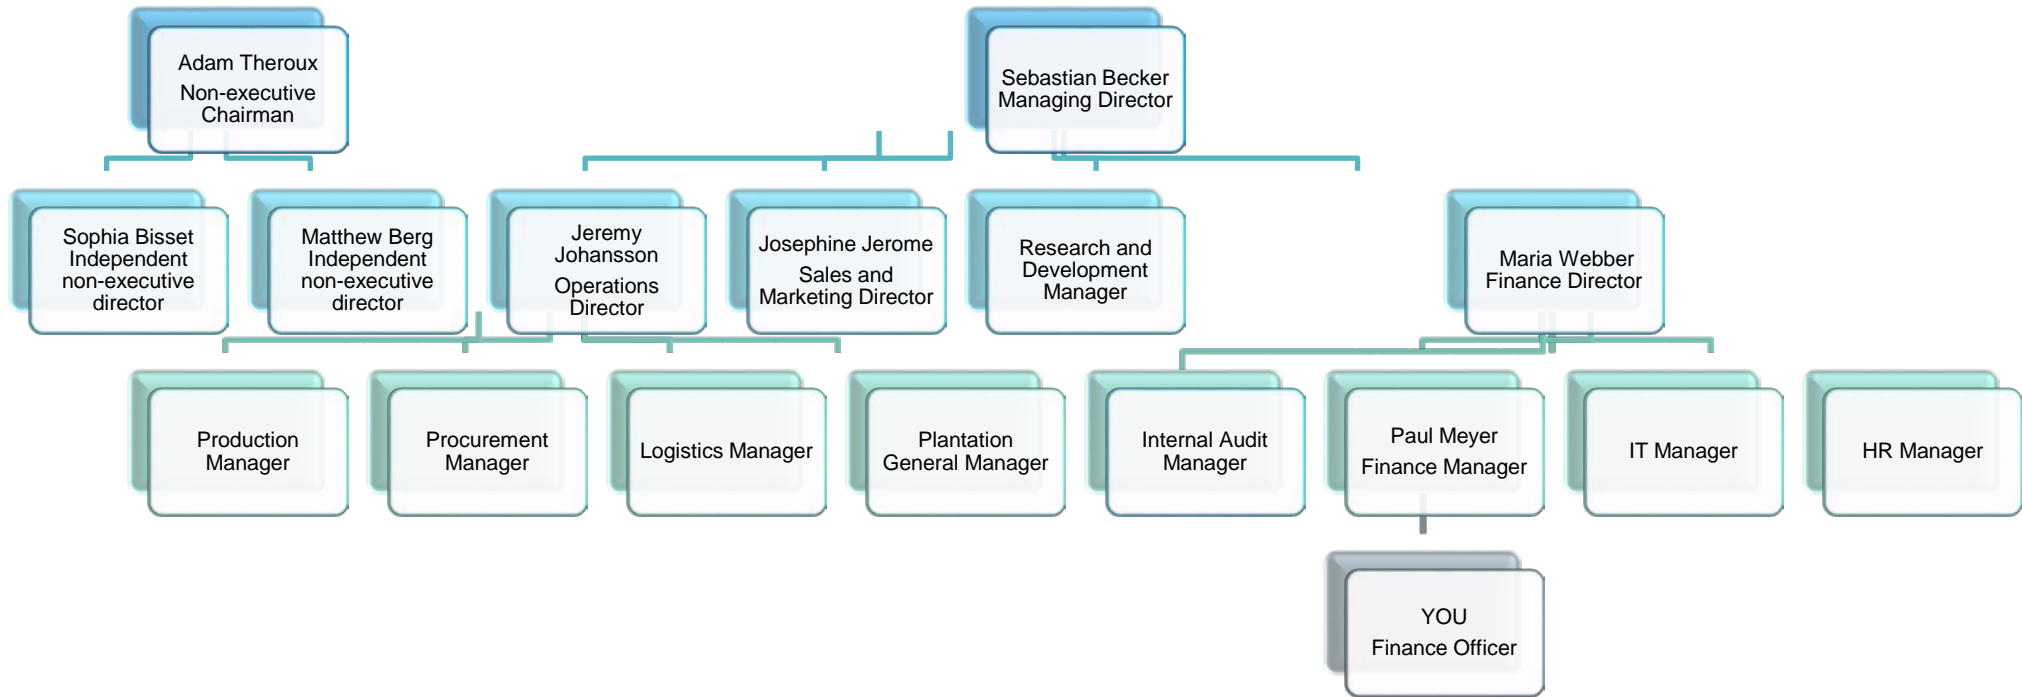 Adam Theroux
Non-executive
Chairman
Sebastian Becker
Managing Director
Sophia Bisset
Independent
non-executive
director
Matthew Berg
Independent
non-executive
director
Jeremy
Johansson
Operations
Director
Josephine Jerome
Sales and
Marketing Director
Research and
Development
Manager
Maria Webber
Finance Director
Production
Manager
Procurement
Manager
Logistics Manager
Plantation
General Manager
Internal Audit
Manager
Paul Meyer
Finance Manager
IT Manager
HR Manager
YOU
Finance Officer